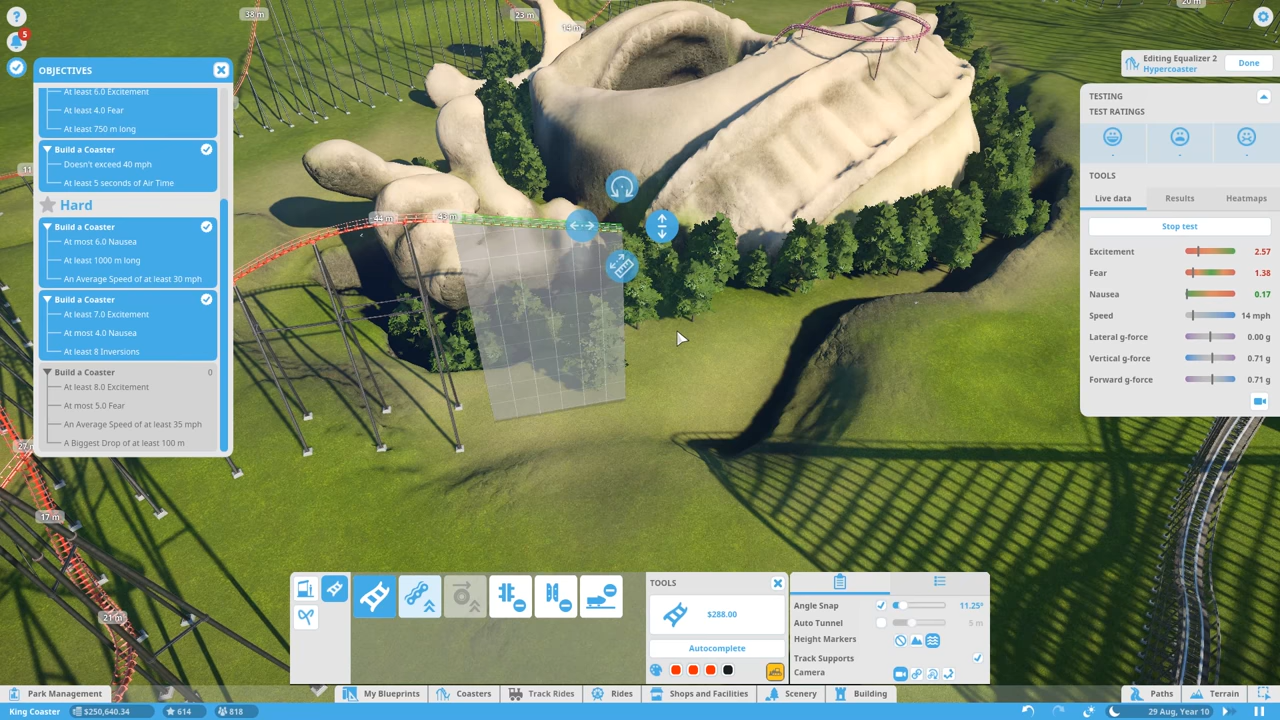 38 m
23 m
14 m
20 m
?
5
OBJECTIVES
At least 6.0 Excitement
At least 4.0 Fear
At least 750 m long
Build a Coaster
Doesn't exceed 40 mph
At least 5 seconds of Air Time
Hard
Build a Coaster
At most 6.0 Nausea
At least 1000 m long
An Average Speed of at least 30 mph
Build a Coaster
At least 7.0 Excitement
At most 4.0 Nausea
At least 8 Inversions
Build a Coaster 0
At least 8.0 Excitement
At most 5.0 Fear
An Average Speed of at least 35 mph
A Biggest Drop of at least 100 m
44 m
43 m
17 m
21 m
Editing Equalizer 2
Hypercoaster
Done
TESTING
TEST RATINGS
- - -
TOOLS
Live data Results Heatmaps
Stop test
Excitement 2.57
Fear 1.38
Nausea 0.17
Speed 14 mph
Lateral g-force 0.00 g
Vertical g-force 0.71 g
Forward g-force 0.71 g
TOOLS
$288.00
Autocomplete
Angle Snap 11.25°
Auto Tunnel 5 m
Height Markers
Track Supports
Camera
Park Management
My Blueprints
Coasters
Track Rides
Rides
Shops and Facilities
Scenery
Building
Paths
Terrain
King Coaster
$250,640.34
614
818
29 Aug, Year 10